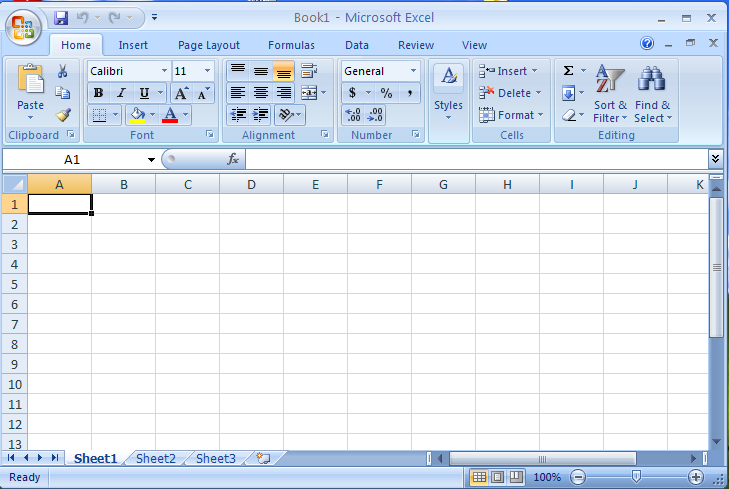 Book1 - Microsoft Excel
Home Insert Page Layout Formulas Data Review View
Calibri 11 General Insert Σ
B I U A A $ % , Delete
Paste Styles Sort & Filter Find & Select
A .00 .0 Format
Clipboard Font Alignment Number Cells Editing
A1 fx
A B C D E F G H I J K
1
2
3
4
5
6
7
8
9
10
11
12
13
Sheet1 Sheet2 Sheet3
Ready 100%